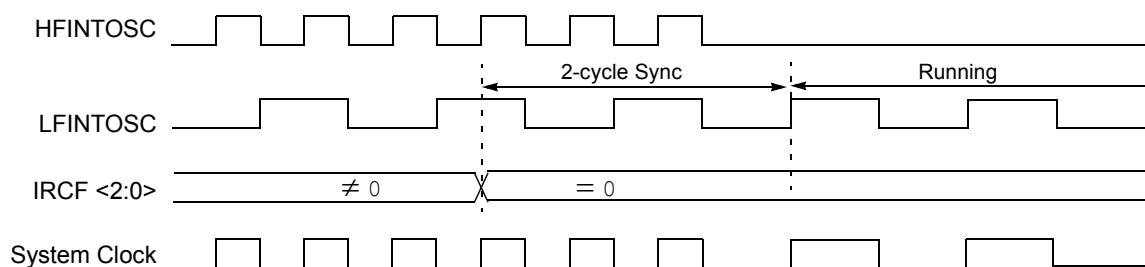 HFINTOSC
2-cycle Sync
Running
LFINTOSC
IRCF <2:0>
≠ 0
= 0
System Clock